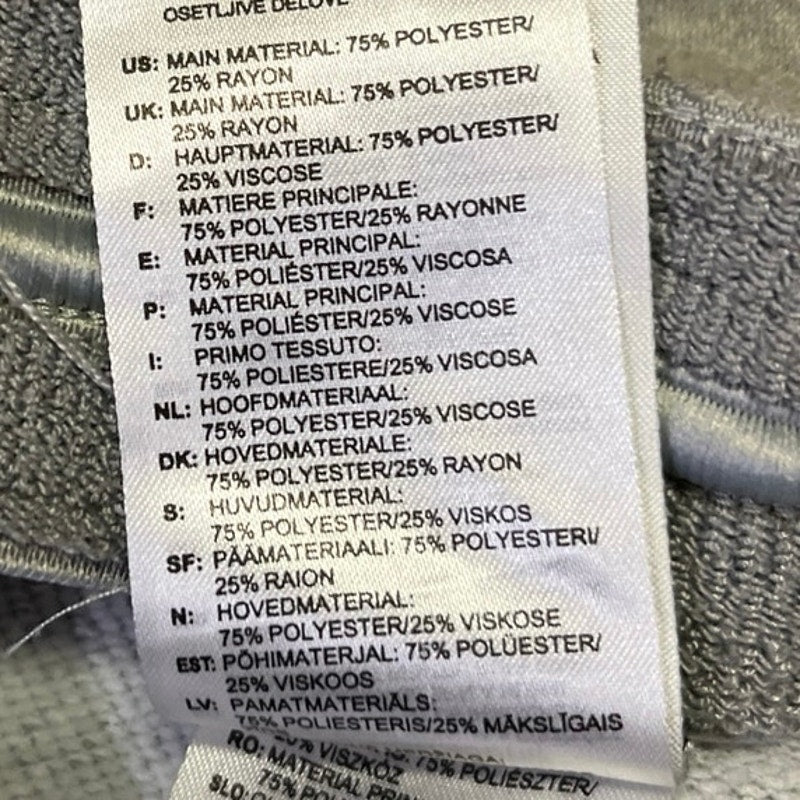 OSETLJIVE DELOVE
US: MAIN MATERIAL: 75% POLYESTER/
25% RAYON
UK: MAIN MATERIAL: 75% POLYESTER/
25% RAYON
D: HAUPTMATERIAL: 75% POLYESTER/
25% VISCOSE
F: MATIERE PRINCIPALE:
75% POLYESTER/25% RAYONNE
E: MATERIAL PRINCIPAL:
75% POLIÉSTER/25% VISCOSA
P: MATERIAL PRINCIPAL:
75% POLIÉSTER/25% VISCOSE
I: PRIMO TESSUTO:
75% POLIESTERE/25% VISCOSA
NL: HOOFDMATERIAAL:
75% POLYESTER/25% VISCOSE
DK: HOVEDMATERIALE:
75% POLYESTER/25% RAYON
S: HUVUDMATERIAL:
75% POLYESTER/25% VISKOS
SF: PÄÄMATERIAALI: 75% POLYESTERI/
25% RAION
N: HOVEDMATERIAL:
75% POLYESTER/25% VISKOSE
EST: PÕHIMATERJAL: 75% POLÜESTER/
25% VISKOOS
LV: PAMATMATERIĀLS:
75% POLIESTERIS/25% MĀKSLĪGAIS
75% POLIÉSZTER/
VISZKÓZ
RO: MATERIAL
75%
SLO: